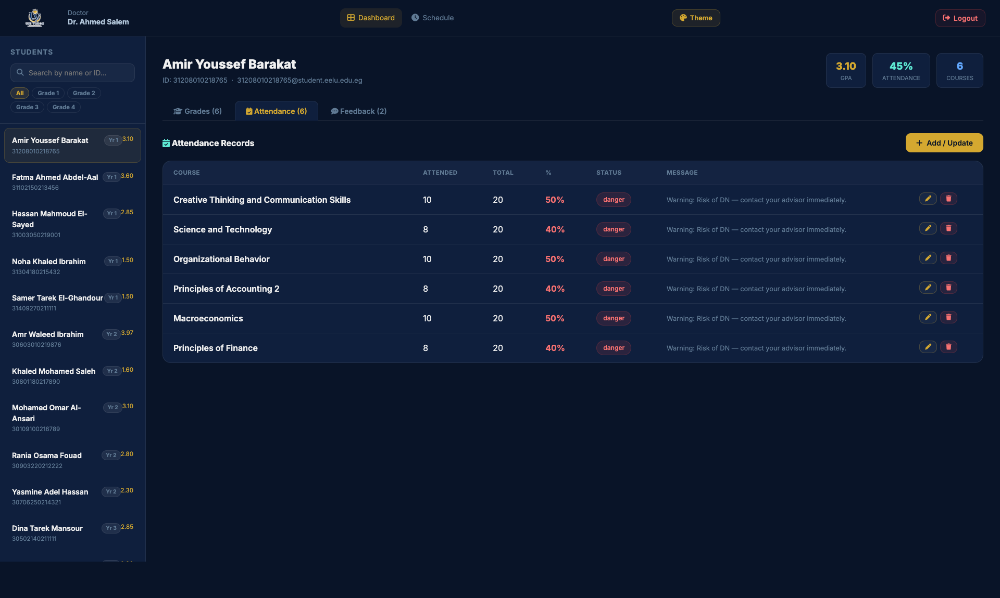 Doctor
Dr. Ahmed Salem
Dashboard
Schedule
Theme
Logout
STUDENTS
Search by name or ID...
All
Grade 1
Grade 2
Grade 3
Grade 4
Amir Youssef Barakat Yr 1 3.10
31208010218765
Fatma Ahmed Abdel-Aal Yr 1 3.60
31102150213456
Hassan Mahmoud El- Yr 1 2.85
Sayed
31003050219001
Noha Khaled Ibrahim Yr 1 1.50
31304180215432
Samer Tarek El-Ghandour Yr 1 1.50
31409270211111
Amr Waleed Ibrahim Yr 2 3.97
30603010219876
Khaled Mohamed Saleh Yr 2 1.60
30801180217890
Mohamed Omar Al- Yr 2 3.10
Ansari
30109100216789
Rania Osama Fouad Yr 2 2.80
30903220212222
Yasmine Adel Hassan Yr 2 2.30
30706250214321
Dina Tarek Mansour Yr 3 2.85
30502140211111
Amir Youssef Barakat
ID: 31208010218765 · 31208010218765@student.eelu.edu.eg
3.10
GPA
45%
ATTENDANCE
6
COURSES
Grades (6)
Attendance (6)
Feedback (2)
Attendance Records
+ Add / Update
COURSE ATTENDED TOTAL % STATUS MESSAGE
Creative Thinking and Communication Skills 10 20 50% danger Warning: Risk of DN — contact your advisor immediately.
Science and Technology 8 20 40% danger Warning: Risk of DN — contact your advisor immediately.
Organizational Behavior 10 20 50% danger Warning: Risk of DN — contact your advisor immediately.
Principles of Accounting 2 8 20 40% danger Warning: Risk of DN — contact your advisor immediately.
Macroeconomics 10 20 50% danger Warning: Risk of DN — contact your advisor immediately.
Principles of Finance 8 20 40% danger Warning: Risk of DN — contact your advisor immediately.